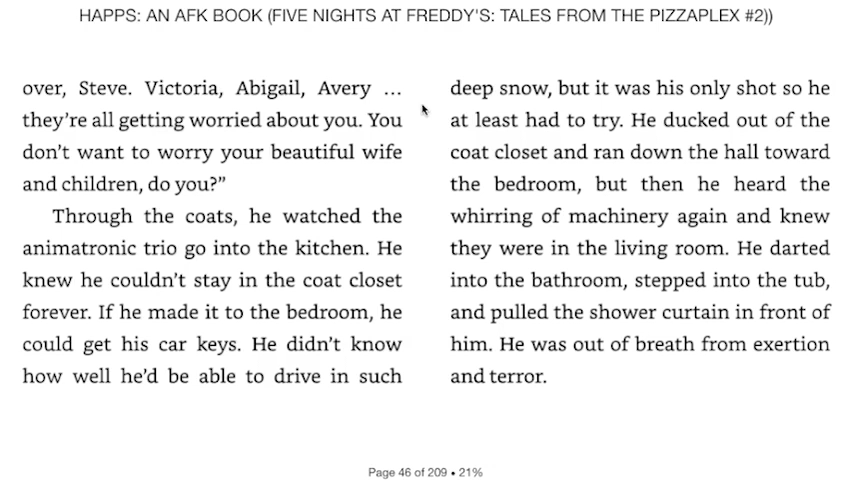 HAPPS: AN AFK BOOK (FIVE NIGHTS AT FREDDY'S: TALES FROM THE PIZZAPLEX #2))
over, Steve. Victoria, Abigail, Avery …
they’re all getting worried about you. You
don’t want to worry your beautiful wife
and children, do you?”
Through the coats, he watched the
animatronic trio go into the kitchen. He
knew he couldn’t stay in the coat closet
forever. If he made it to the bedroom, he
could get his car keys. He didn’t know
how well he’d be able to drive in such
deep snow, but it was his only shot so he
at least had to try. He ducked out of the
coat closet and ran down the hall toward
the bedroom, but then he heard the
whirring of machinery again and knew
they were in the living room. He darted
into the bathroom, stepped into the tub,
and pulled the shower curtain in front of
him. He was out of breath from exertion
and terror.
Page 46 of 209 • 21%